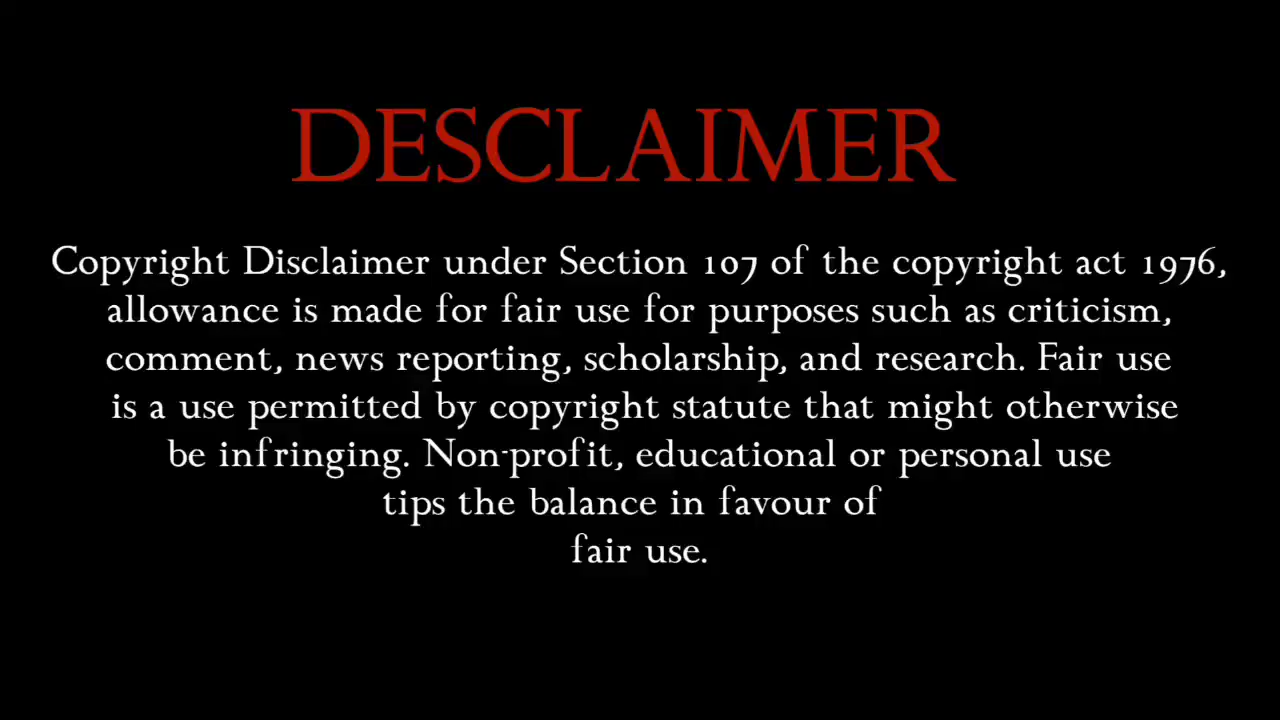 DESCLAIMER
Copyright Disclaimer under Section 107 of the copyright act 1976,
allowance is made for fair use for purposes such as criticism,
comment, news reporting, scholarship, and research. Fair use
is a use permitted by copyright statute that might otherwise
be infringing. Non-profit, educational or personal use
tips the balance in favour of
fair use.